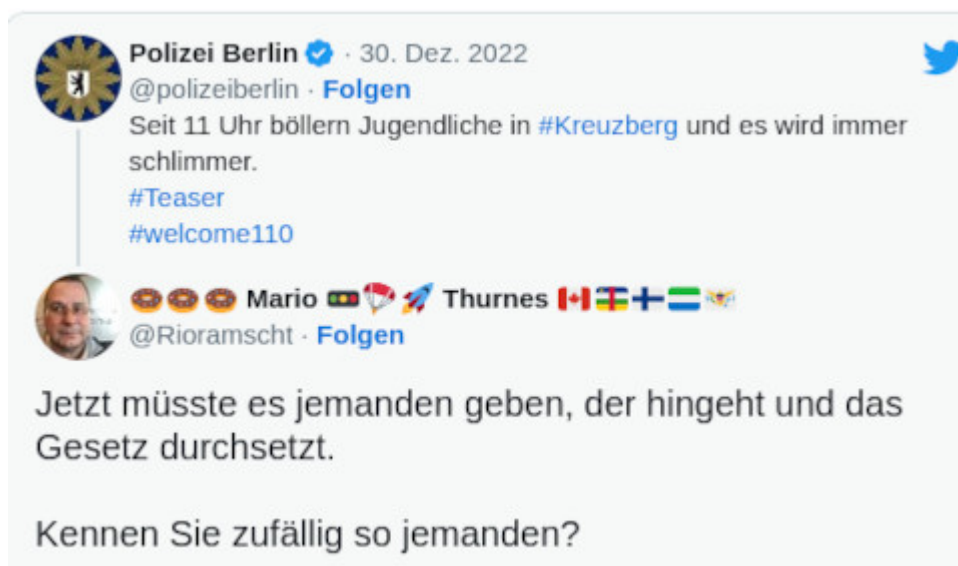 Polizei Berlin · 30. Dez. 2022
@polizeiberlin · Folgen
Seit 11 Uhr böllern Jugendliche in #Kreuzberg und es wird immer
schlimmer.
#Teaser
#welcome110
🍩🍩🍩 Mario 🚥🪂🚀 Thurnes 🇨🇦🇨🇫🇫🇮🇸🇱🇻🇮
@Rioramscht · Folgen
Jetzt müsste es jemanden geben, der hingeht und das
Gesetz durchsetzt.
Kennen Sie zufällig so jemanden?